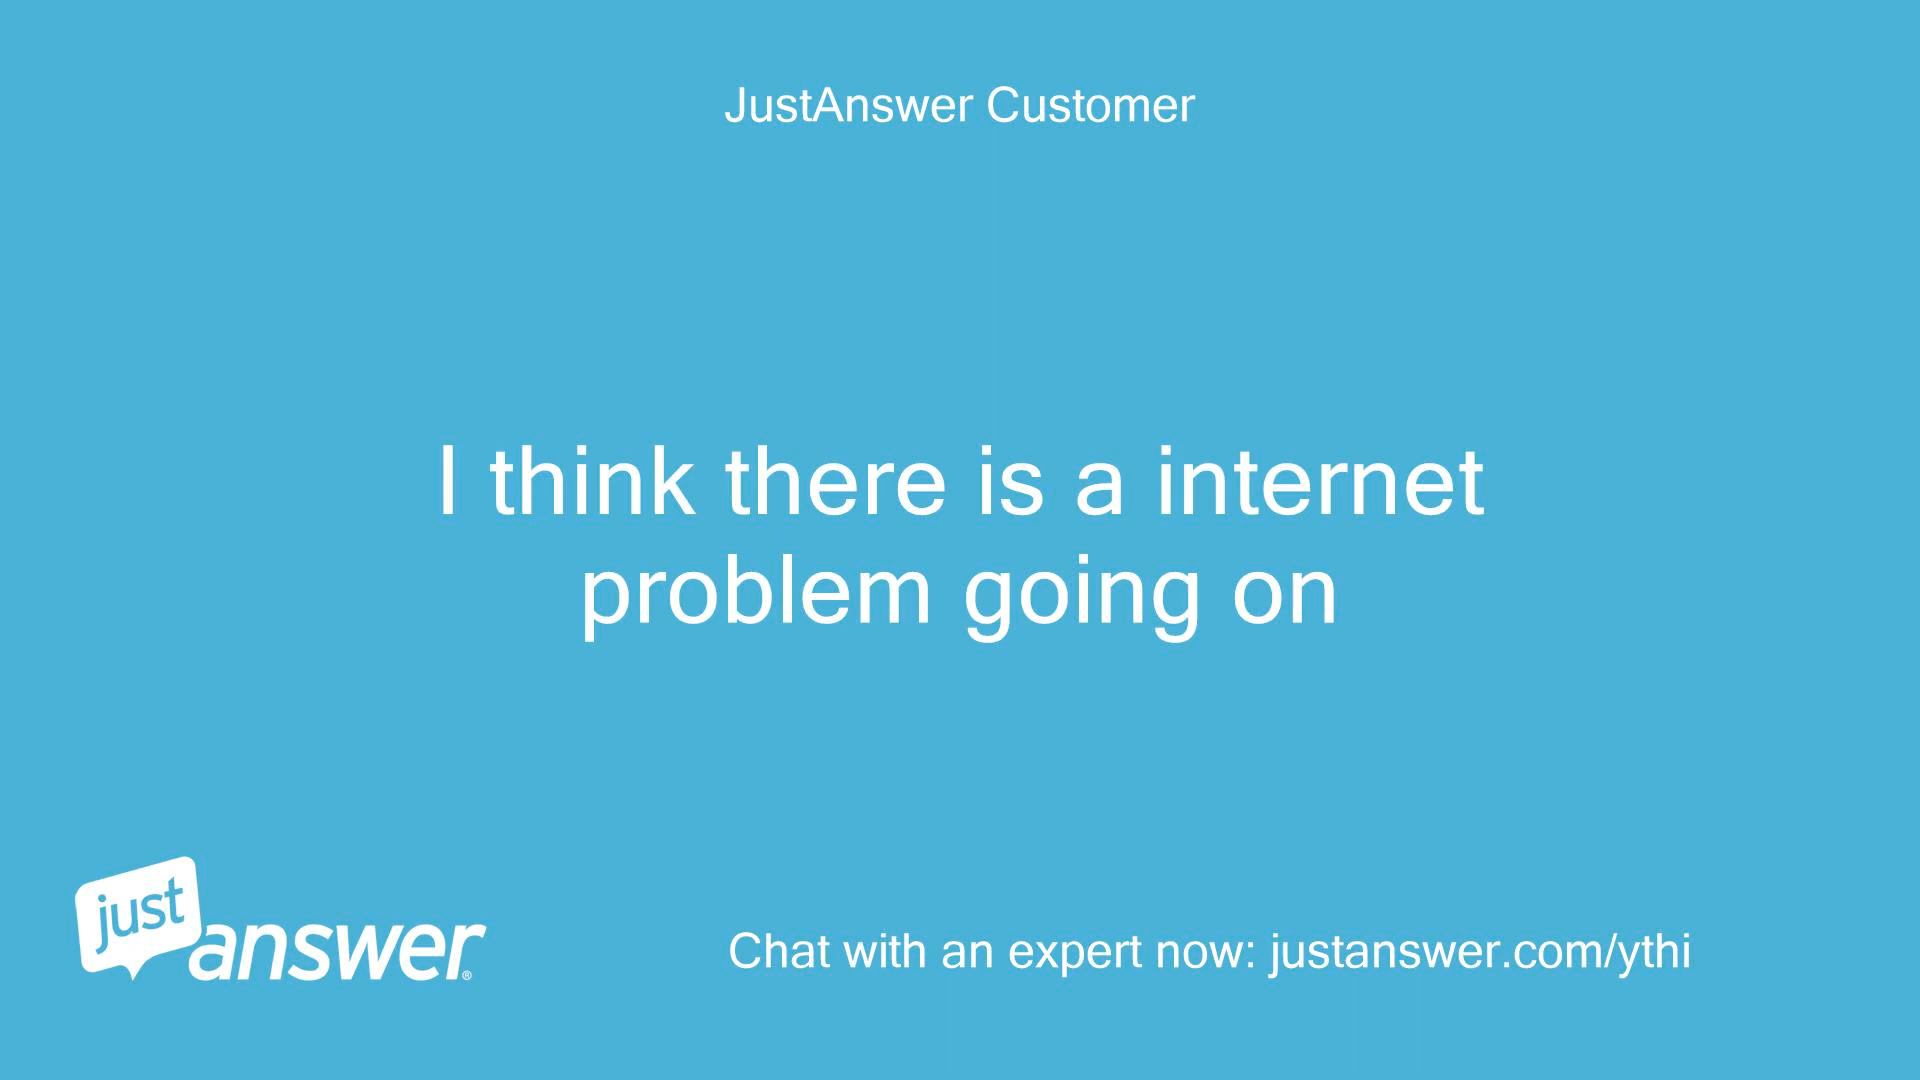 JustAnswer Customer
I think there is a internet
problem going on
just
answer®
Chat with an expert now: justanswer.com/ythi